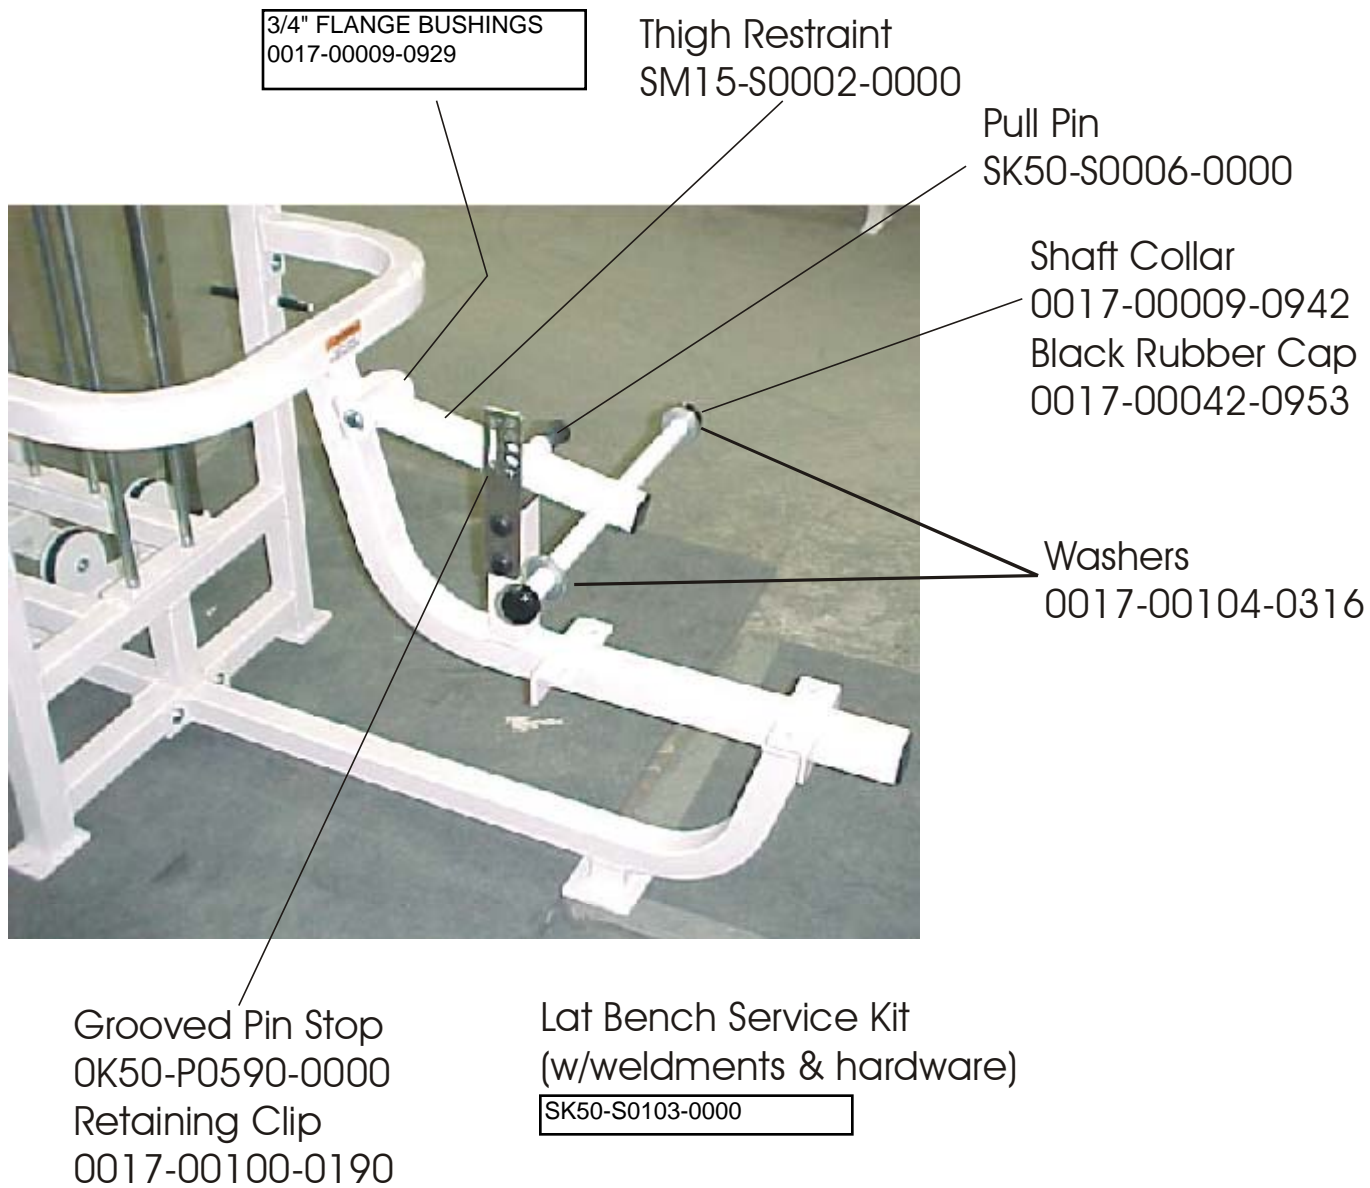 3/4" FLANGE BUSHINGS
0017-00009-0929
Thigh Restraint
SM15-S0002-0000
Pull Pin
SK50-S0006-0000
Shaft Collar
0017-00009-0942
Black Rubber Cap
0017-00042-0953
Washers
0017-00104-0316
Grooved Pin Stop
0K50-P0590-0000
Retaining Clip
0017-00100-0190
Lat Bench Service Kit
(w/weldments & hardware)
SK50-S0103-0000